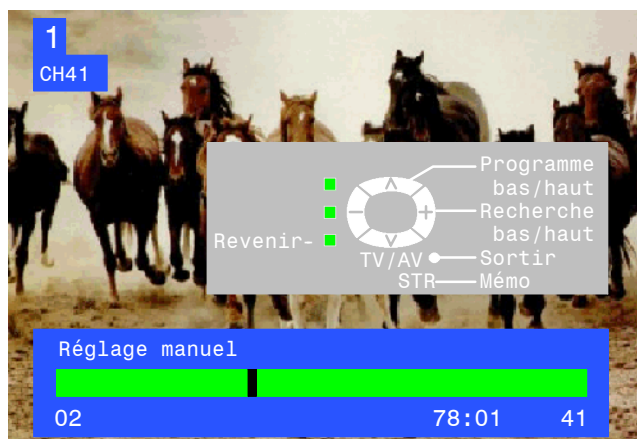 1
CH41
Programme
bas/haut
Recherche
bas/haut
Revenir-
TV/AV Sortir
STR Mémo
Réglage manuel
02 78:01 41